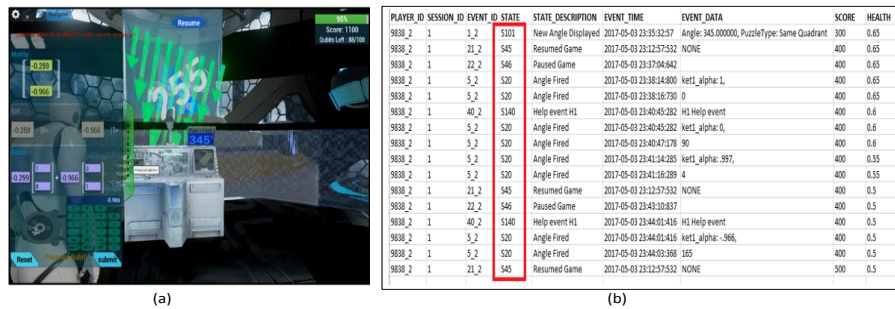 Navigator
Resume
95%
Score: 1100
Qubits Left : 88/100
Matrix
-0.259
-0.966
255
345
-0.259 -0.966
-0.259 1 0 + -0.966 0 1
-0.966
Reset submit
(a)
PLAYER_ID SESSION_ID EVENT_ID STATE STATE_DESCRIPTION EVENT_TIME EVENT_DATA SCORE HEALTH
9838_2 1 1_2 S101 New Angle Displayed 2017-05-03 23:35:32:57 Angle: 345.000000, PuzzleType: Same Quadrant 300 0.65
9838_2 1 21_2 S45 Resumed Game 2017-05-03 23:12:57:532 NONE 400 0.65
9838_2 1 22_2 S46 Paused Game 2017-05-03 23:37:04:642 400 0.65
9838_2 1 5_2 S20 Angle Fired 2017-05-03 23:38:14:800 ket1_alpha: 1, 400 0.65
9838_2 1 5_2 S20 Angle Fired 2017-05-03 23:38:16:730 0 400 0.65
9838_2 1 40_2 S140 Help event H1 2017-05-03 23:40:45:282 H1 Help event 400 0.6
9838_2 1 5_2 S20 Angle Fired 2017-05-03 23:40:45:282 ket1_alpha: 0, 400 0.6
9838_2 1 5_2 S20 Angle Fired 2017-05-03 23:40:47:178 90 400 0.6
9838_2 1 5_2 S20 Angle Fired 2017-05-03 23:41:14:285 ket1_alpha: .997, 400 0.55
9838_2 1 5_2 S20 Angle Fired 2017-05-03 23:41:16:289 4 400 0.55
9838_2 1 21_2 S45 Resumed Game 2017-05-03 23:12:57:532 NONE 400 0.5
9838_2 1 22_2 S46 Paused Game 2017-05-03 23:43:10:837 400 0.5
9838_2 1 40_2 S140 Help event H1 2017-05-03 23:44:01:416 H1 Help event 400 0.5
9838_2 1 5_2 S20 Angle Fired 2017-05-03 23:44:01:416 ket1_alpha: -.966, 400 0.5
9838_2 1 5_2 S20 Angle Fired 2017-05-03 23:44:03:368 165 400 0.5
9838_2 1 21_2 S45 Resumed Game 2017-05-03 23:12:57:532 NONE 500 0.5
(b)